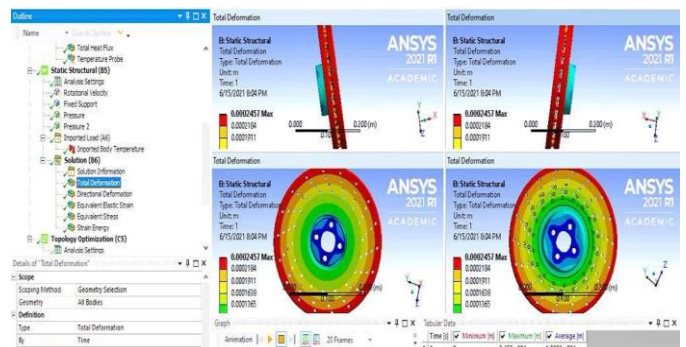 Outline
Name
Total Heat Flux
Temperature Probe
Static Structural (B5)
Analysis Settings
Rotational Velocity
Fixed Support
Pressure
Pressure 2
Imported Load (A6)
Imported Body Temperature
Solution (B6)
Solution Information
Total Deformation
Directional Deformation
Equivalent Elastic Strain
Equivalent Stress
Strain Energy
Topology Optimization (C5)
Analysis Settings
Details of "Total Deformation"
Scope
Scoping Method Geometry Selection
Geometry All Bodies
Definition
Type Total Deformation
By Time
Total Deformation
B: Static Structural
Total Deformation
Type: Total Deformation
Unit: m
Time: 1
6/15/2021 8:04 PM
0.0002457 Max
0.0002184
0.0001911
ANSYS
2021 R1
ACADEMIC
0.000 0.200 (m)
0.100
Total Deformation
B: Static Structural
Total Deformation
Type: Total Deformation
Unit: m
Time: 1
6/15/2021 8:04 PM
0.0002457 Max
0.0002184
0.0001911
ANSYS
2021 R1
ACADEMIC
0.000 0.200 (m)
0.100
Total Deformation
B: Static Structural
Total Deformation
Type: Total Deformation
Unit: m
Time: 1
6/15/2021 8:04 PM
0.0002457 Max
0.0002184
0.0001911
0.0001638
0.0001365
ANSYS
2021 R1
ACADEMIC
Total Deformation
B: Static Structural
Total Deformation
Type: Total Deformation
Unit: m
Time: 1
6/15/2021 8:04 PM
0.0002457 Max
0.0002184
0.0001911
0.0001638
0.0001365
ANSYS
2021 R1
ACADEMIC
Graph
Animation 20 Frames
Tabular Data
Time [s] Minimum [m] Maximum [m] Average [m]